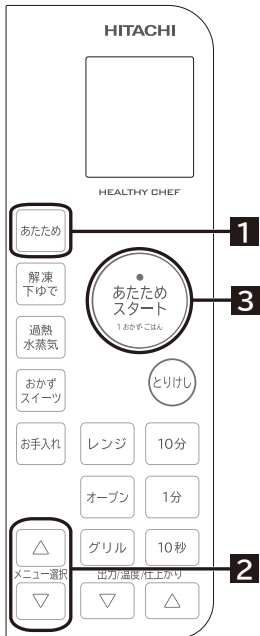 HITACHI
HEALTHY CHEF
あたため
1
解凍
下ゆで
あたため
スタート
1 おかず・ごはん
3
過熱
水蒸気
おかず
スイーツ
とりけし
お手入れ
レンジ
10分
オーブン
1分
△
グリル
10秒
メニュー選択
出力/温度/仕上がり
2
▽
▽
△